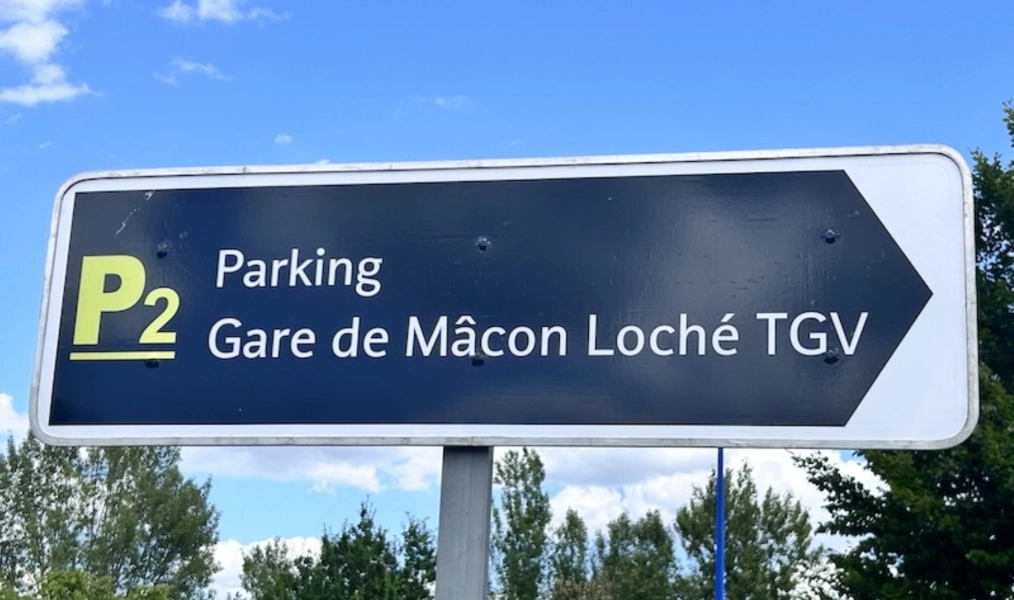 P2
Parking
Gare de Mâcon Loché TGV